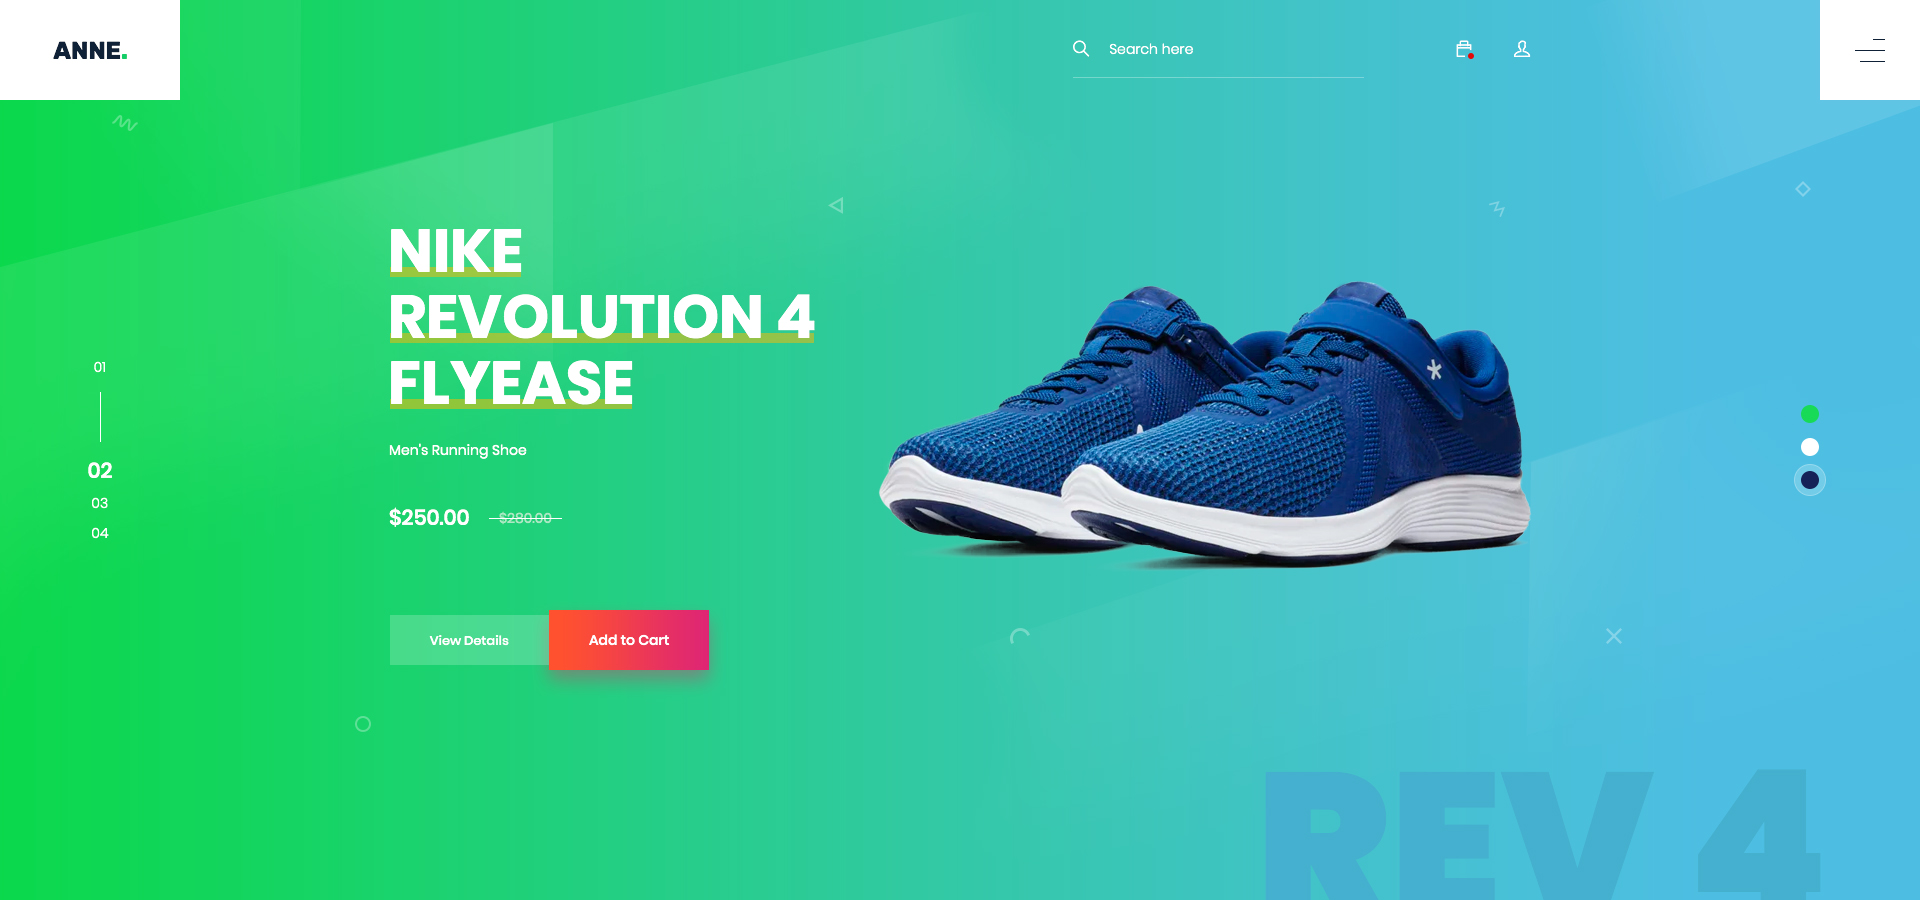 ANNE.
Search here
NIKE
REVOLUTION 4
FLYEASE
Men's Running Shoe
$250.00 $280.00
View Details
Add to Cart
01
02
03
04
REV 4